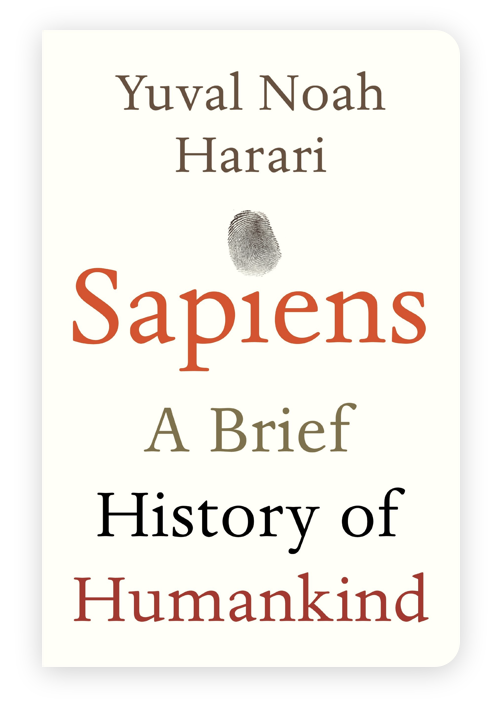 Yuval Noah
Harari
Sapiens
A Brief
History of
Humankind